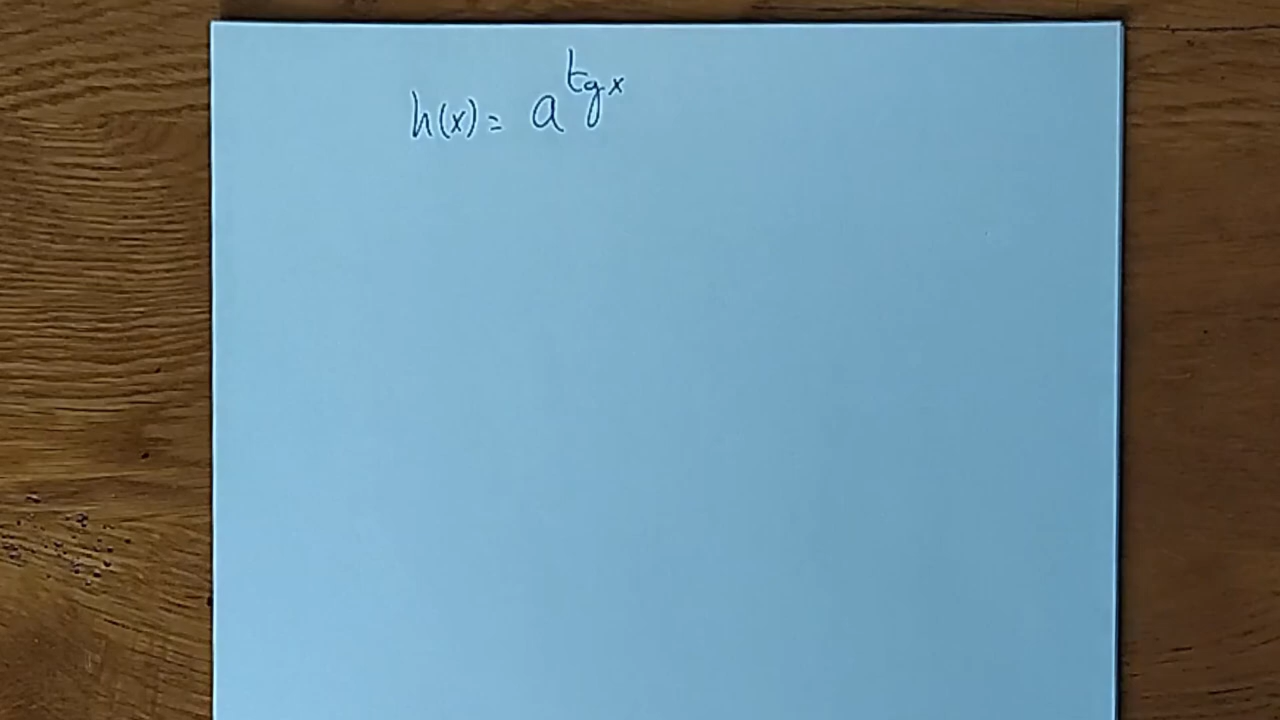 h(x) = a^{tg x}